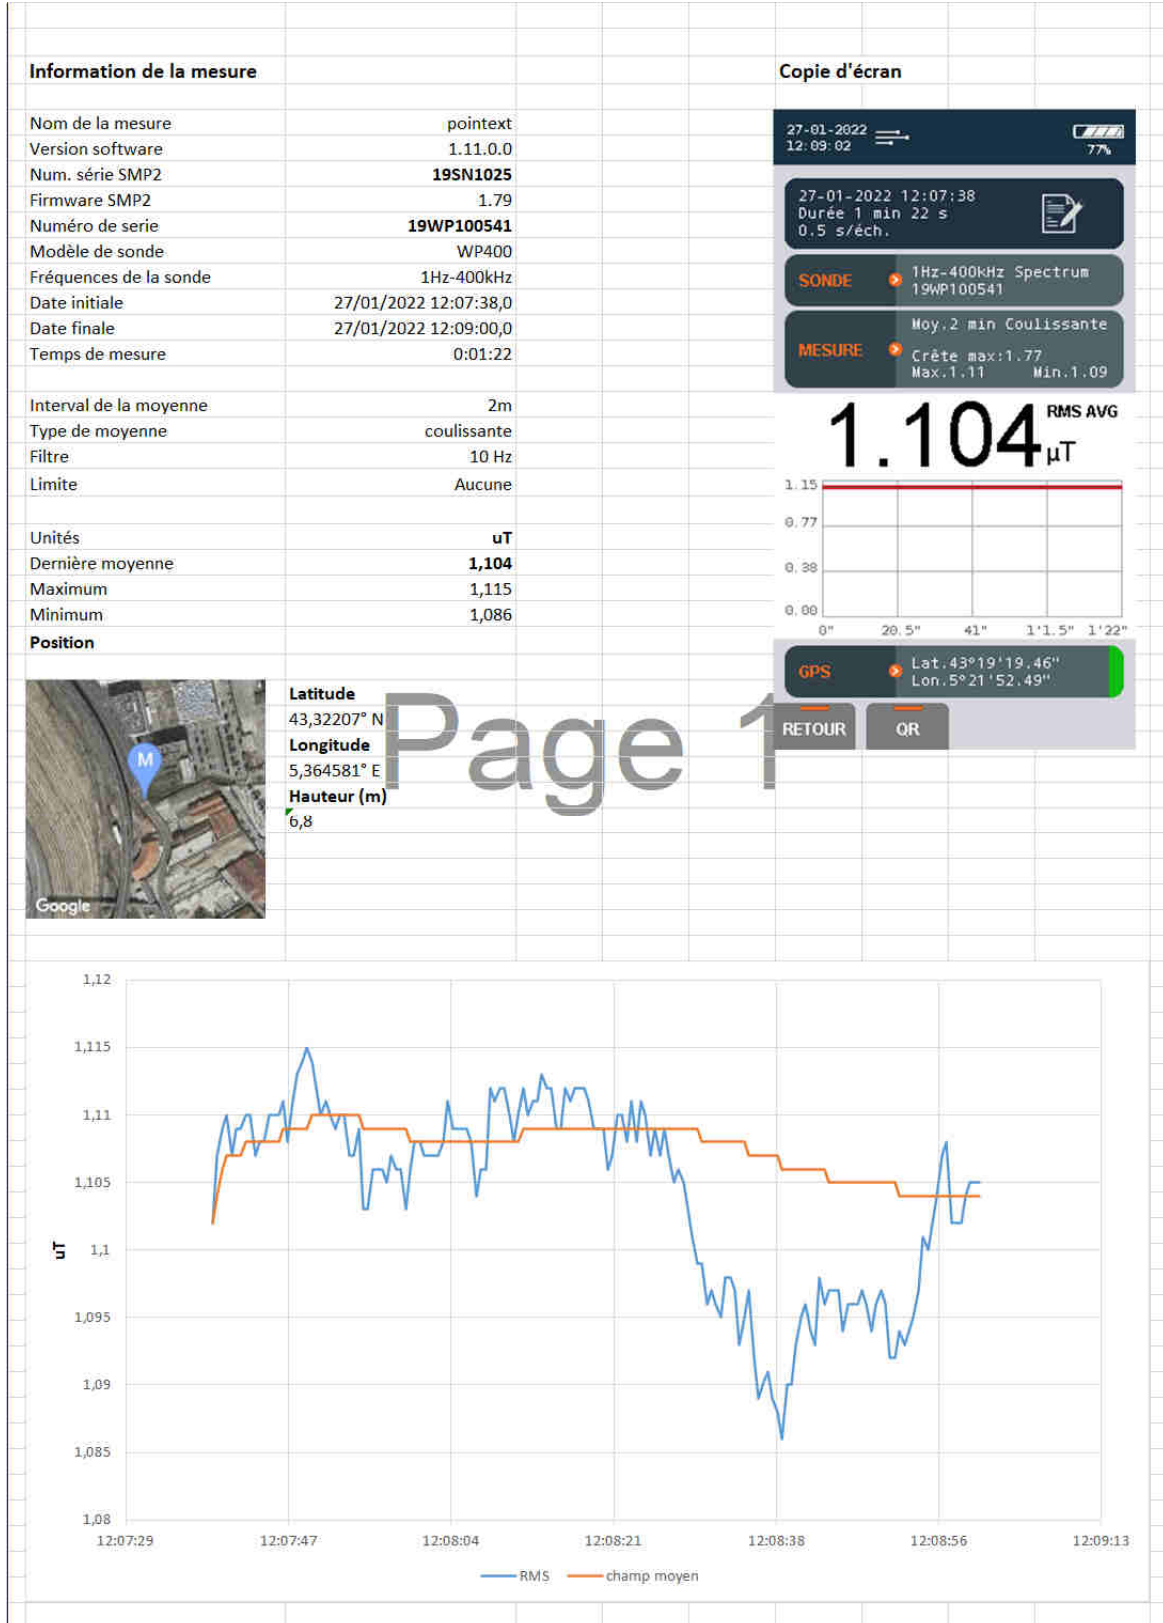 Information de la mesure
Nom de la mesure pointext
Version software 1.11.0.0
Num. série SMP2 19SN1025
Firmware SMP2 1.79
Numéro de serie 19WP100541
Modèle de sonde WP400
Fréquences de la sonde 1Hz-400kHz
Date initiale 27/01/2022 12:07:38,0
Date finale 27/01/2022 12:09:00,0
Temps de mesure 0:01:22
Interval de la moyenne 2m
Type de moyenne coulissante
Filtre 10 Hz
Limite Aucune
Unités uT
Dernière moyenne 1,104
Maximum 1,115
Minimum 1,086
Position
M
Google
Latitude
43,32207° N
Longitude
5,364581° E
Hauteur (m)
6,8
Page 1
Copie d'écran
27-01-2022
12:09:02
77%
27-01-2022 12:07:38
Durée 1 min 22 s
0.5 s/éch.
SONDE
1Hz-400kHz Spectrum
19WP100541
MESURE
Moy.2 min Coulissante
Crête max:1.77
Max.1.11 Min.1.09
1.104 RMS AVG
µT
1.15
0.77
0.38
0.00
0" 20.5" 41" 1'1.5" 1'22"
GPS
Lat.43°19'19.46"
Lon.5°21'52.49"
RETOUR QR
1,12
1,115
1,11
1,105
1,1
1,095
1,09
1,085
1,08
uT
12:07:29 12:07:47 12:08:04 12:08:21 12:08:38 12:08:56 12:09:13
RMS champ moyen